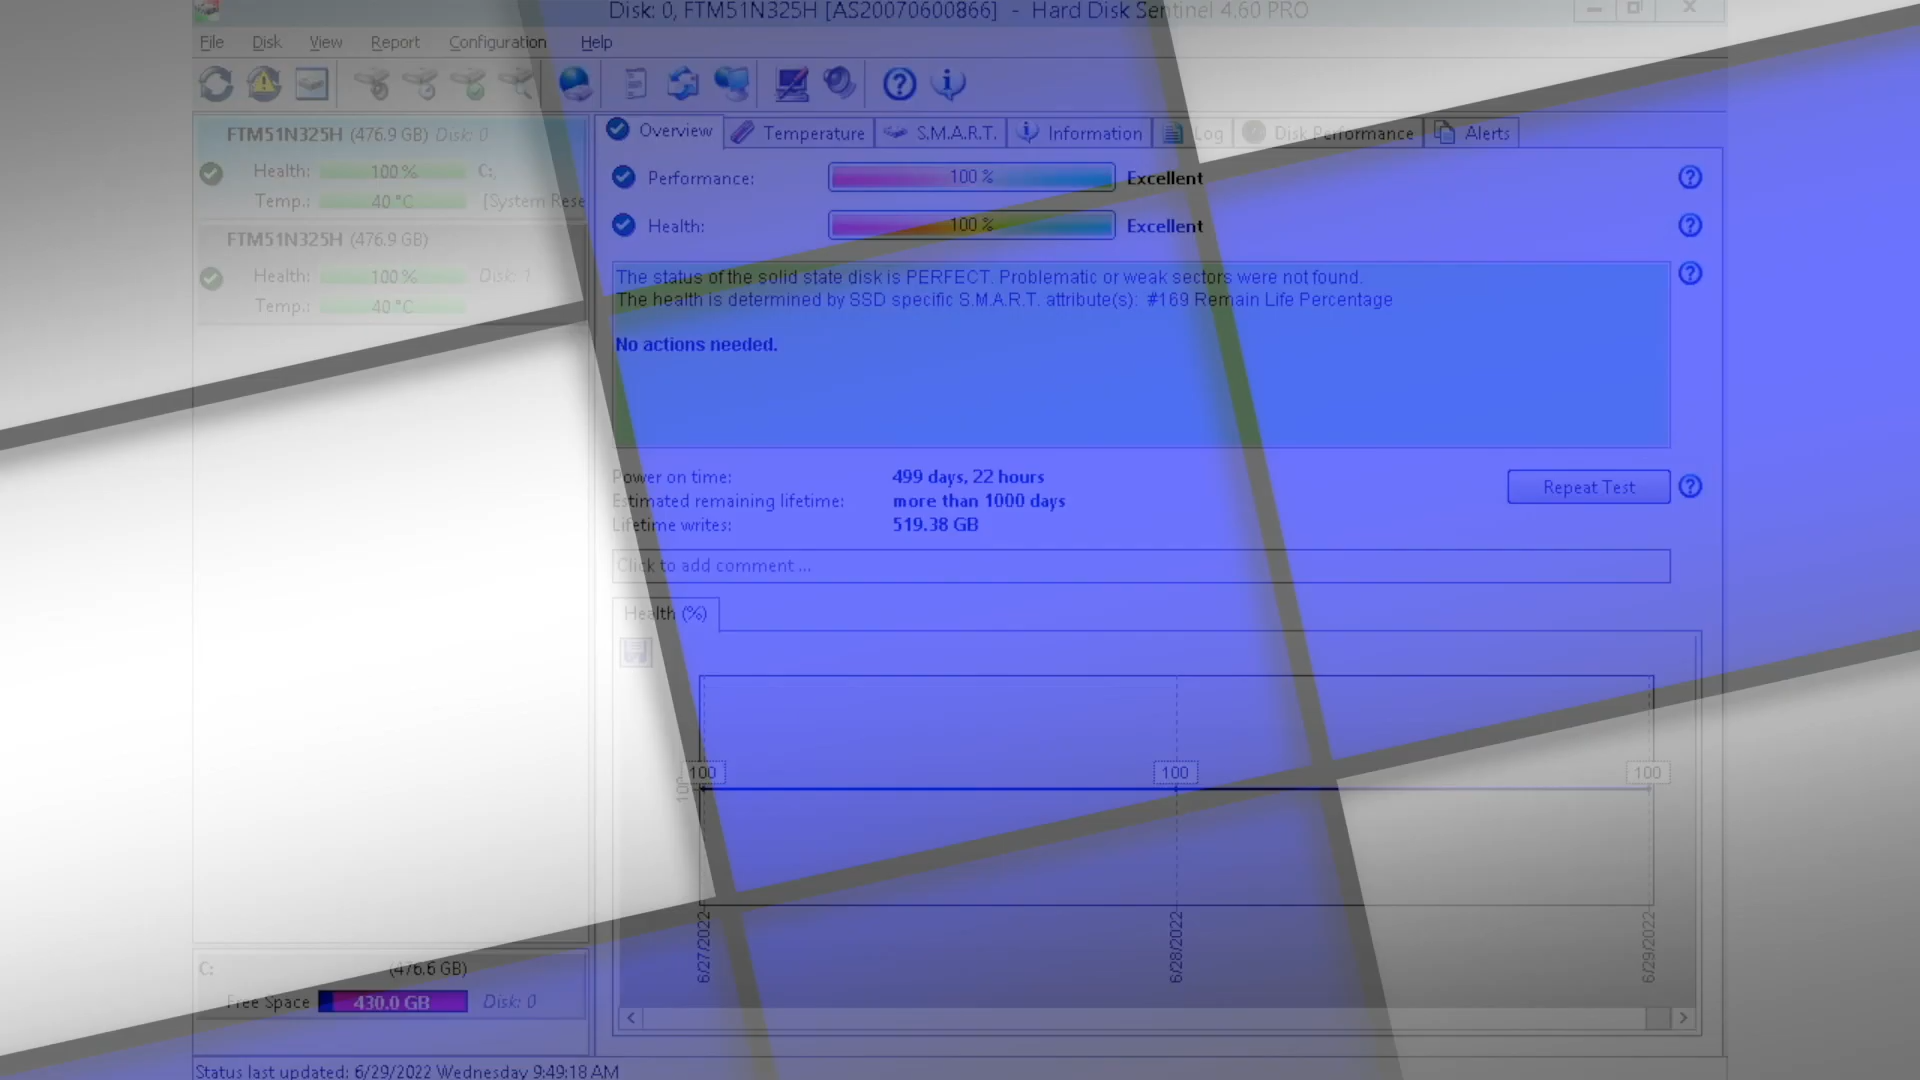 Disk: 0, FTM51N325H [AS20070600866] - Hard Disk Sentinel 4.60 PRO
File Disk View Report Configuration Help
FTM51N325H (476.9 GB) Disk: 0
Health: 100 % C:,
Temp.: 40 °C [System Rese
FTM51N325H (476.9 GB)
Health: 100 % Disk: 1
Temp.: 40 °C
Overview Temperature S.M.A.R.T. Information Log Disk Performance Alerts
Performance: 100 % Excellent
Health: 100 % Excellent
The status of the solid state disk is PERFECT. Problematic or weak sectors were not found.
The health is determined by SSD specific S.M.A.R.T. attribute(s): #169 Remain Life Percentage
No actions needed.
Power on time: 499 days, 22 hours
Estimated remaining lifetime: more than 1000 days
Lifetime writes: 519.38 GB
Repeat Test
Click to add comment ...
Health (%)
100
100 100 100
6/27/2022 6/28/2022 6/29/2022
C: (476.6 GB)
Free Space 430.0 GB Disk: 0
Status last updated: 6/29/2022 Wednesday 9:49:18 AM